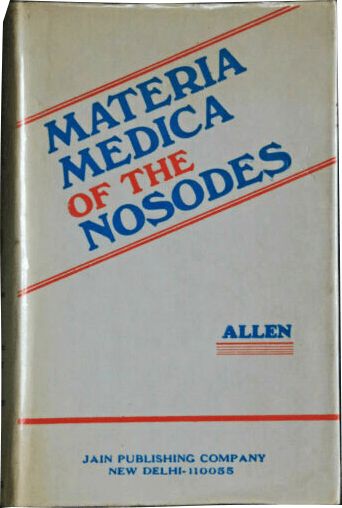 MATERIA
MEDICA
OF THE
NOSODES
ALLEN
JAIN PUBLISHING COMPANY
NEW DELHI-110055